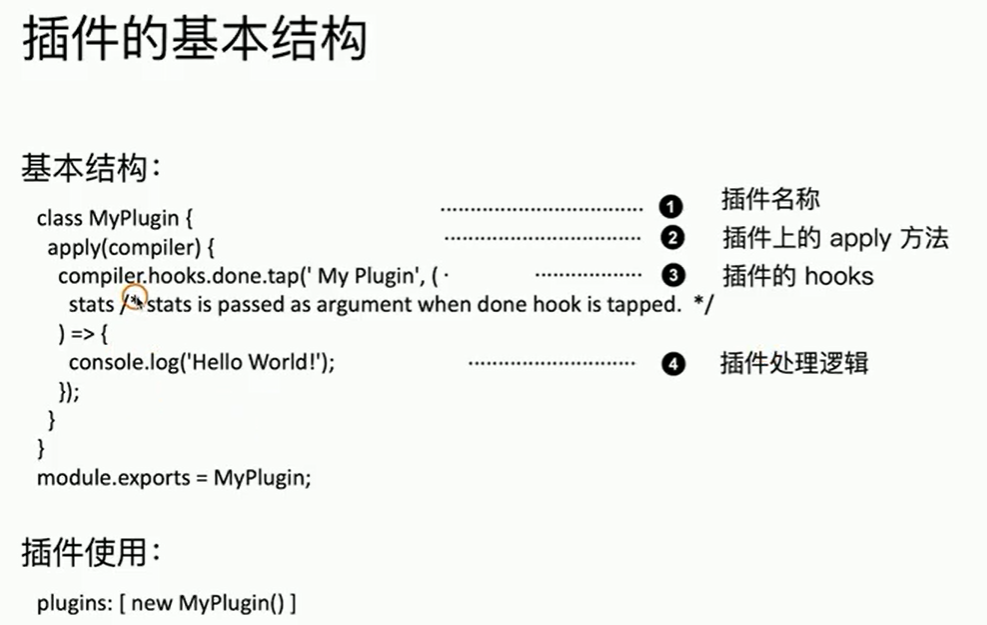 插件的基本结构
基本结构：
class MyPlugin { ❶ 插件名称
apply(compiler) { ❷ 插件上的 apply 方法
compiler.hooks.done.tap(' My Plugin', ( ❸ 插件的 hooks
stats /* stats is passed as argument when done hook is tapped. */
) => {
console.log('Hello World!'); ❹ 插件处理逻辑
});
}
}
module.exports = MyPlugin;
插件使用：
plugins: [ new MyPlugin() ]